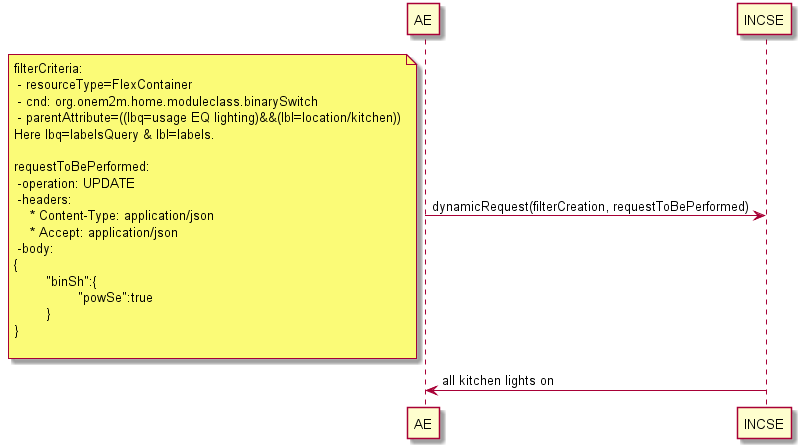 AE
INCSE
filterCriteria:
- resourceType=FlexContainer
- cnd: org.onem2m.home.moduleclass.binarySwitch
- parentAttribute=((lbq=usage EQ lighting)&&(lbl=location/kitchen))
Here lbq=labelsQuery & lbl=labels.
requestToBePerformed:
-operation: UPDATE
-headers:
* Content-Type: application/json
* Accept: application/json
-body:
{
"binSh":{
"powSe":true
}
}
dynamicRequest(filterCreation, requestToBePerformed)
all kitchen lights on
AE
INCSE